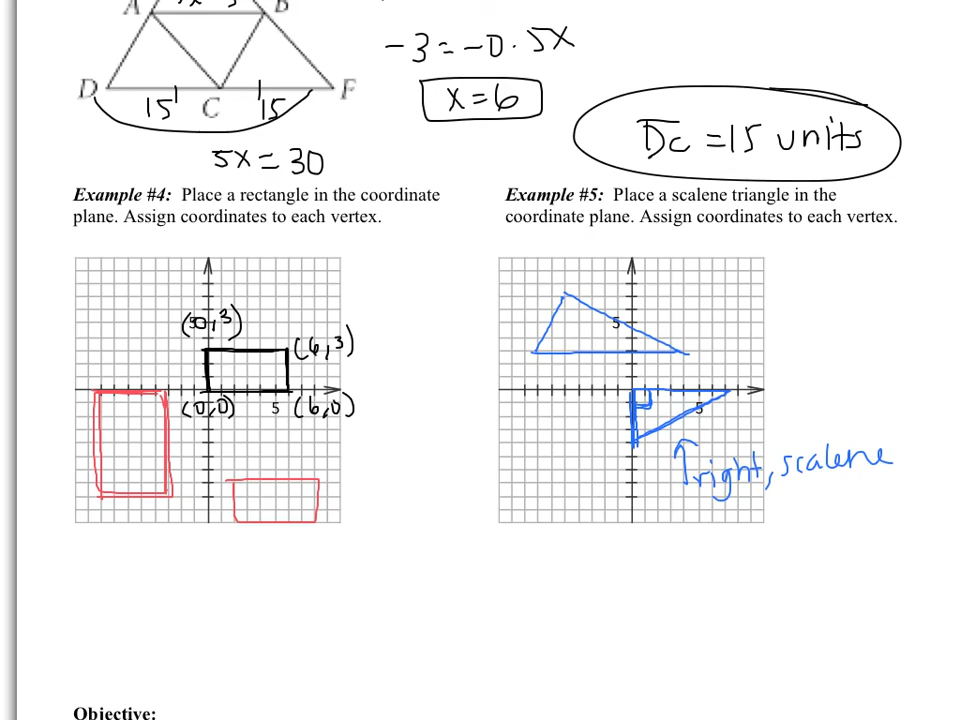 A B
-3 = -0.5x
D 15 C 15 F
x = 6
DC = 15 units
5x = 30
Example #4: Place a rectangle in the coordinate
plane. Assign coordinates to each vertex.
Example #5: Place a scalene triangle in the
coordinate plane. Assign coordinates to each vertex.
(0,3)
(6,3)
(0,0) 5 (6,0)
5
5
right, scalene
Objective: